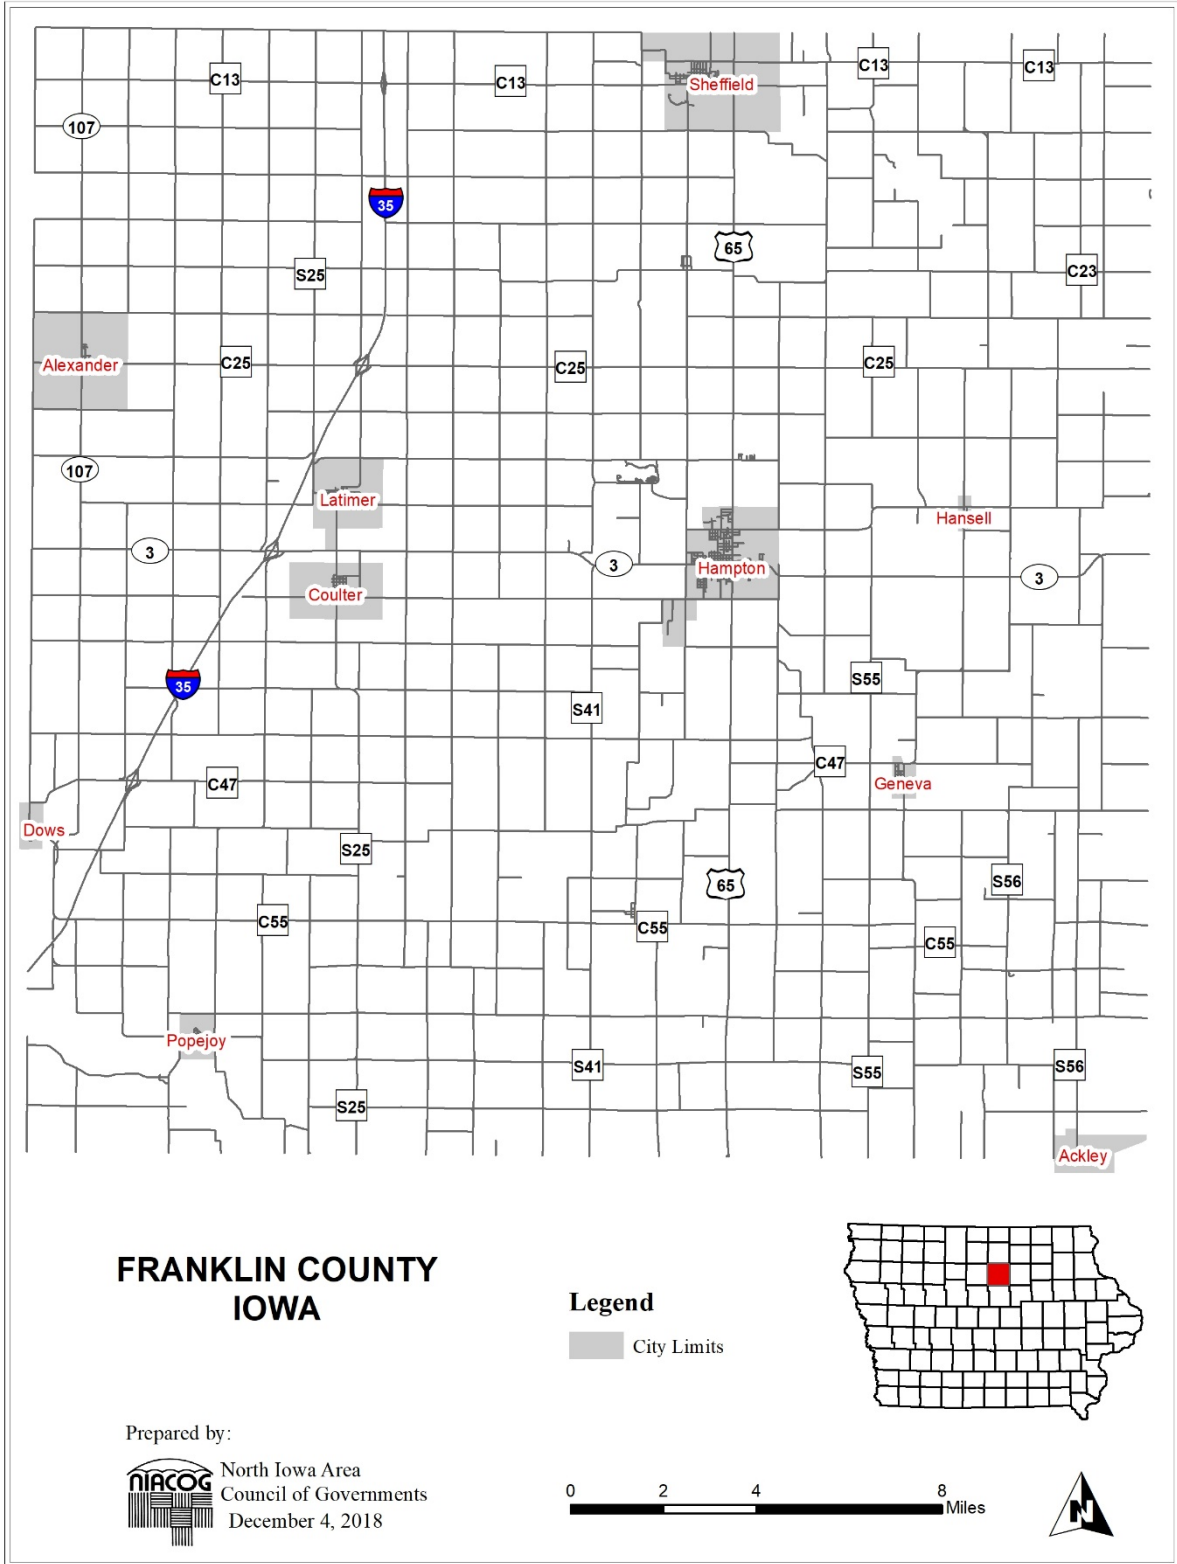 C13
C13
C13
C13
Sheffield
107
35
65
S25
C23
Alexander
C25
C25
C25
107
Latimer
Hansell
3
3
Hampton
3
Coulter
35
S55
S41
C47
C47
Geneva
Dows
S25
65
S56
C55
C55
C55
Popejoy
S41
S55
S56
S25
Ackley
FRANKLIN COUNTY
IOWA
Legend
City Limits
Prepared by:
NIACOG
North Iowa Area
Council of Governments
December 4, 2018
0 2 4 8
Miles
N